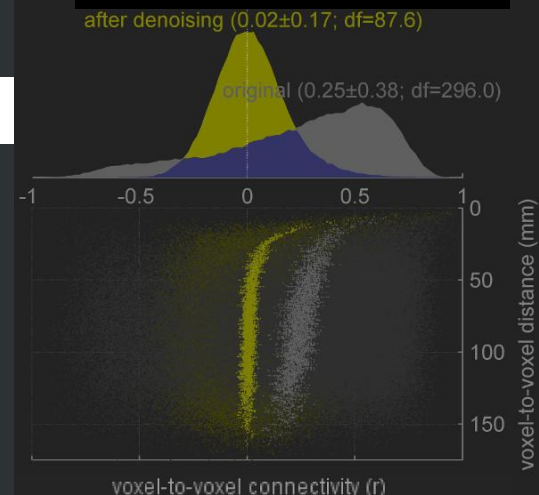 after denoising (0.02±0.17; df=87.6)
original (0.25±0.38; df=296.0)
-1 -0.5 0 0.5 1
0
50
100
150
voxel-to-voxel distance (mm)
voxel-to-voxel connectivity (r)